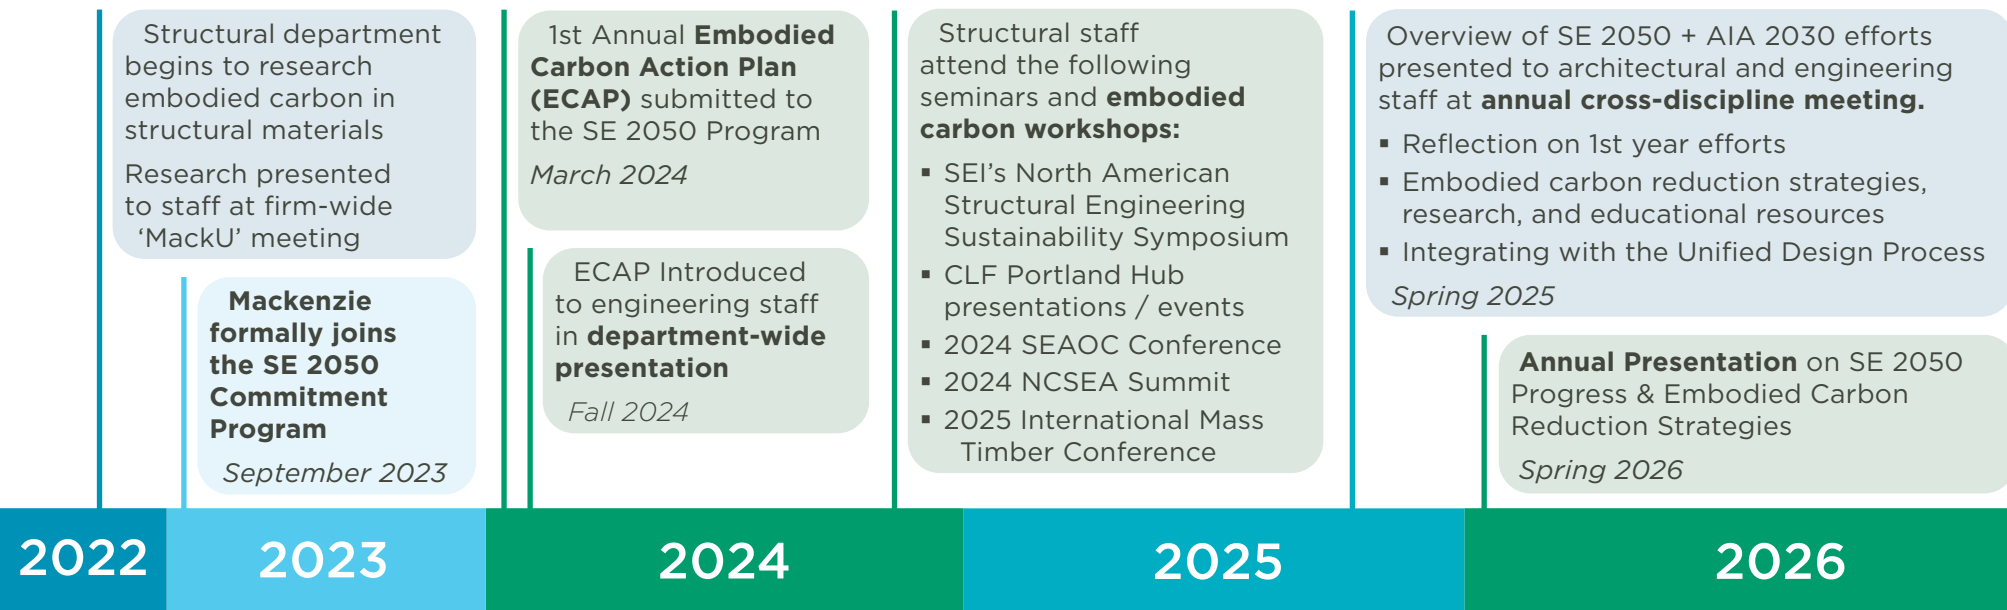 Structural department
begins to research
embodied carbon in
structural materials
Research presented
to staff at firm-wide
‘MackU’ meeting
Mackenzie
formally joins
the SE 2050
Commitment
Program
September 2023
1st Annual Embodied
Carbon Action Plan
(ECAP) submitted to
the SE 2050 Program
March 2024
ECAP Introduced
to engineering staff
in department-wide
presentation
Fall 2024
Structural staff
attend the following
seminars and embodied
carbon workshops:
▪ SEI’s North American
Structural Engineering
Sustainability Symposium
▪ CLF Portland Hub
presentations / events
▪ 2024 SEAOC Conference
▪ 2024 NCSEA Summit
▪ 2025 International Mass
Timber Conference
Overview of SE 2050 + AIA 2030 efforts
presented to architectural and engineering
staff at annual cross-discipline meeting.
▪ Reflection on 1st year efforts
▪ Embodied carbon reduction strategies,
research, and educational resources
▪ Integrating with the Unified Design Process
Spring 2025
Annual Presentation on SE 2050
Progress & Embodied Carbon
Reduction Strategies
Spring 2026
2022
2023
2024
2025
2026